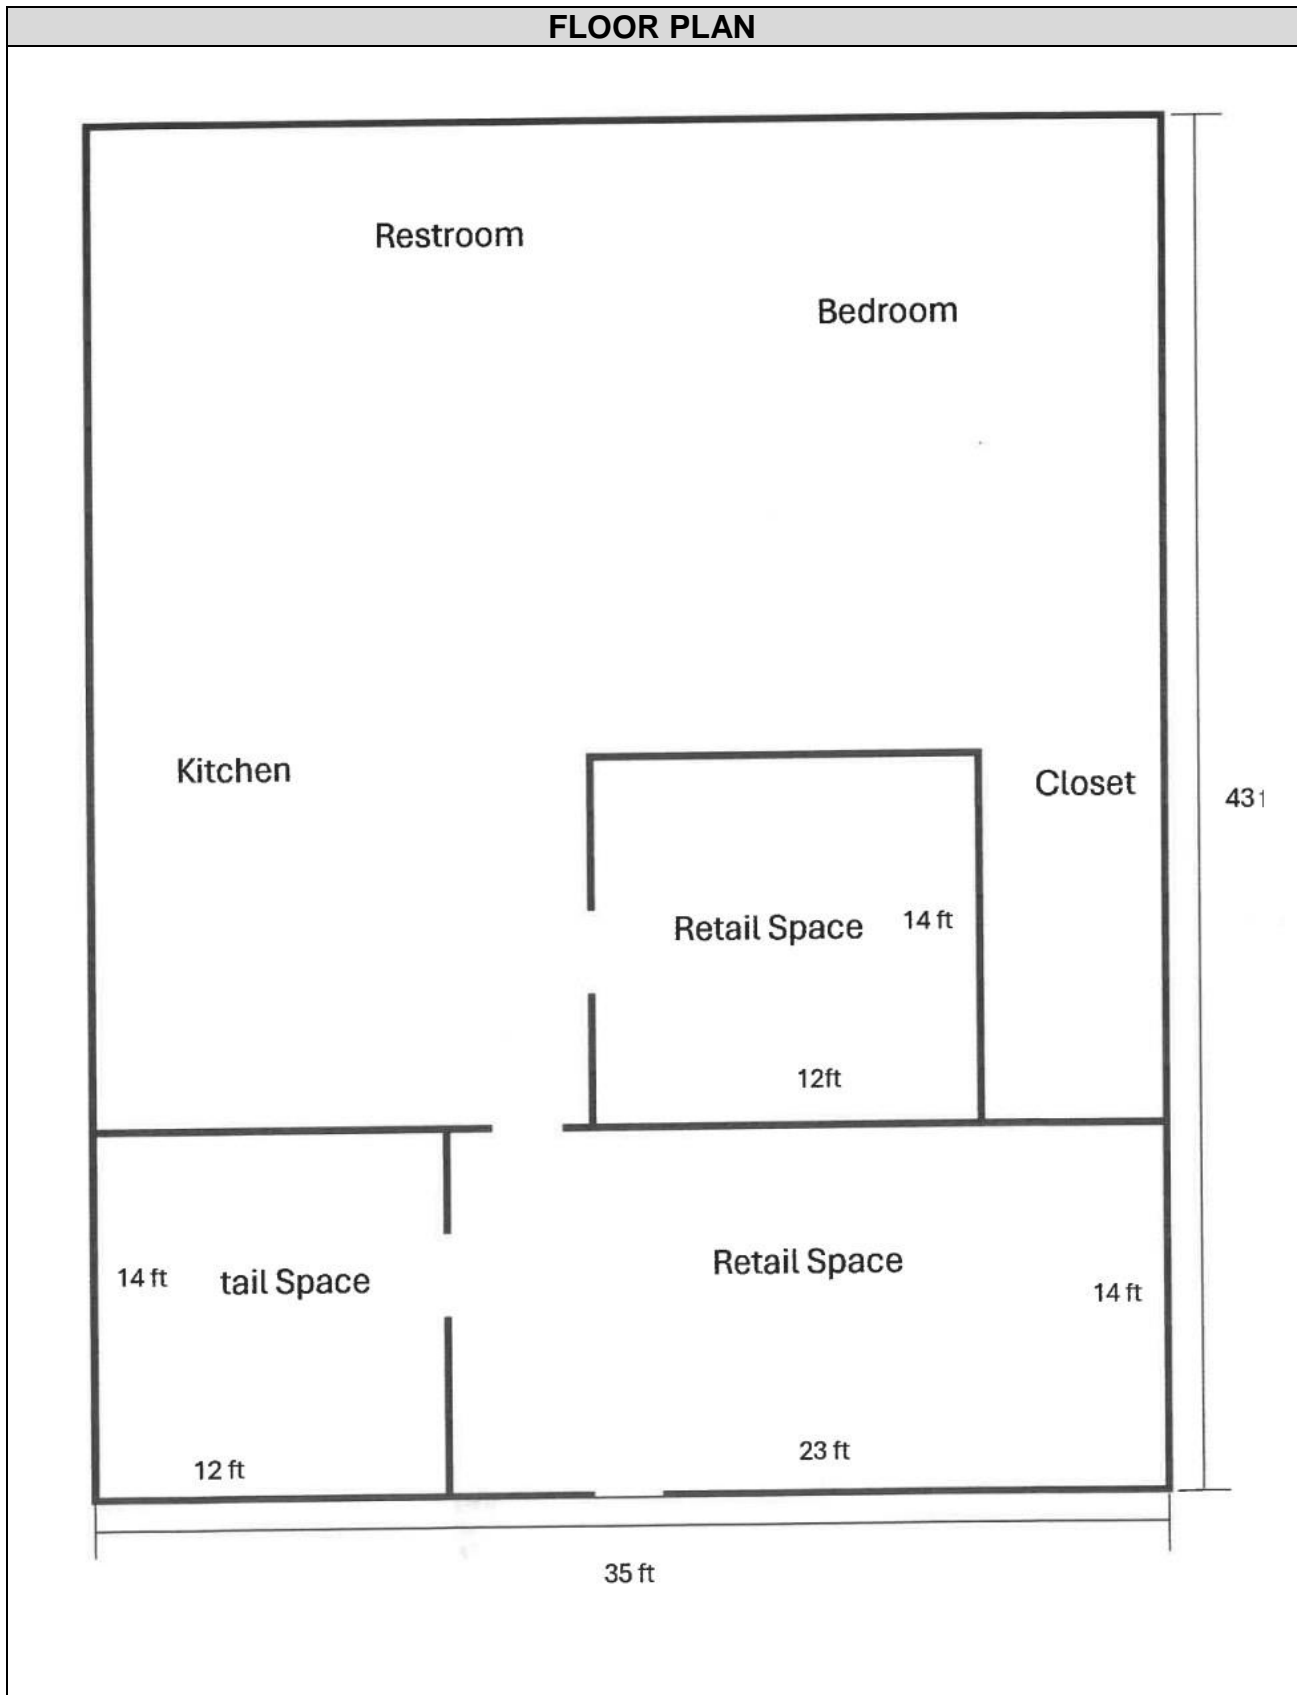 FLOOR PLAN
Restroom
Bedroom
Kitchen
Closet
43
Retail Space
14 ft
12ft
14 ft
tail Space
Retail Space
14 ft
12 ft
23 ft
35 ft